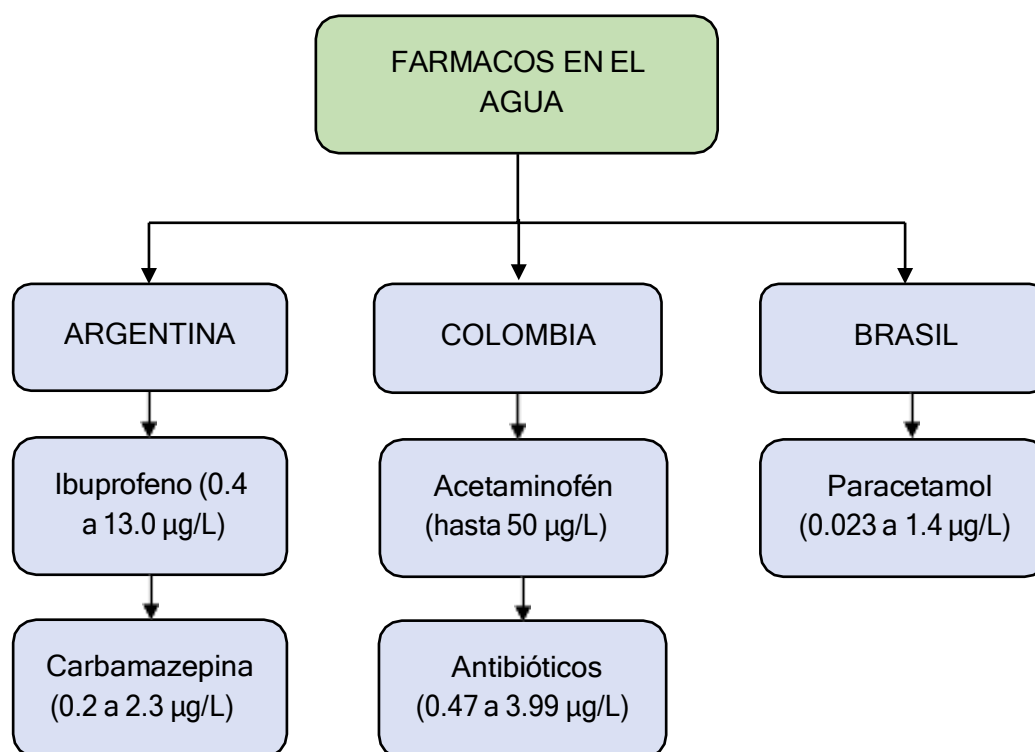 FARMACOS EN EL
AGUA
ARGENTINA
COLOMBIA
BRASIL
Ibuprofeno (0.4
a 13.0 µg/L)
Acetaminofén
(hasta 50 µg/L)
Paracetamol
(0.023 a 1.4 µg/L)
Carbamazepina
(0.2 a 2.3 µg/L)
Antibióticos
(0.47 a 3.99 µg/L)